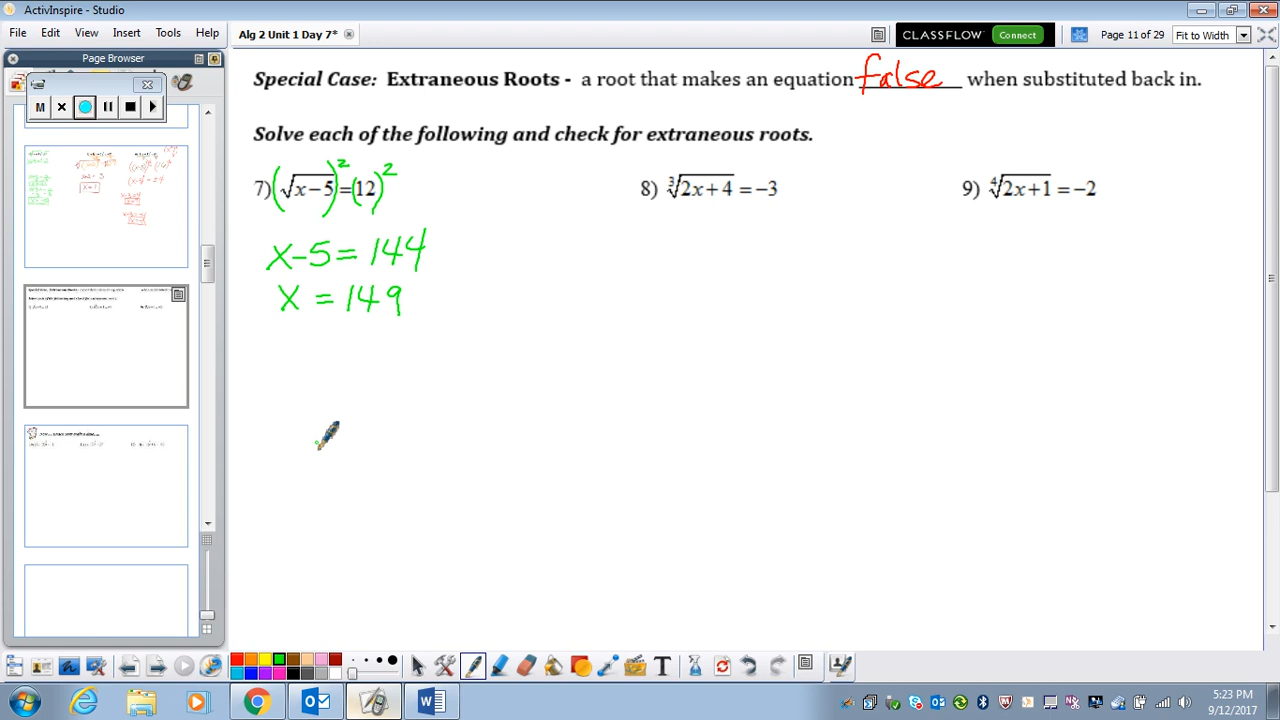 ActivInspire - Studio
File Edit View Insert Tools Help
Alg 2 Unit 1 Day 7*
CLASSFLOW Connect
Page 11 of 29
Fit to Width
Page Browser
M
Special Case: Extraneous Roots - a root that makes an equation false when substituted back in.
Solve each of the following and check for extraneous roots.
7) (√(x−5))² = (12)²
x−5 = 144
x = 149
8) ∛(2x+4) = −3
9) ∜(2x+1) = −2
5:23 PM
9/12/2017